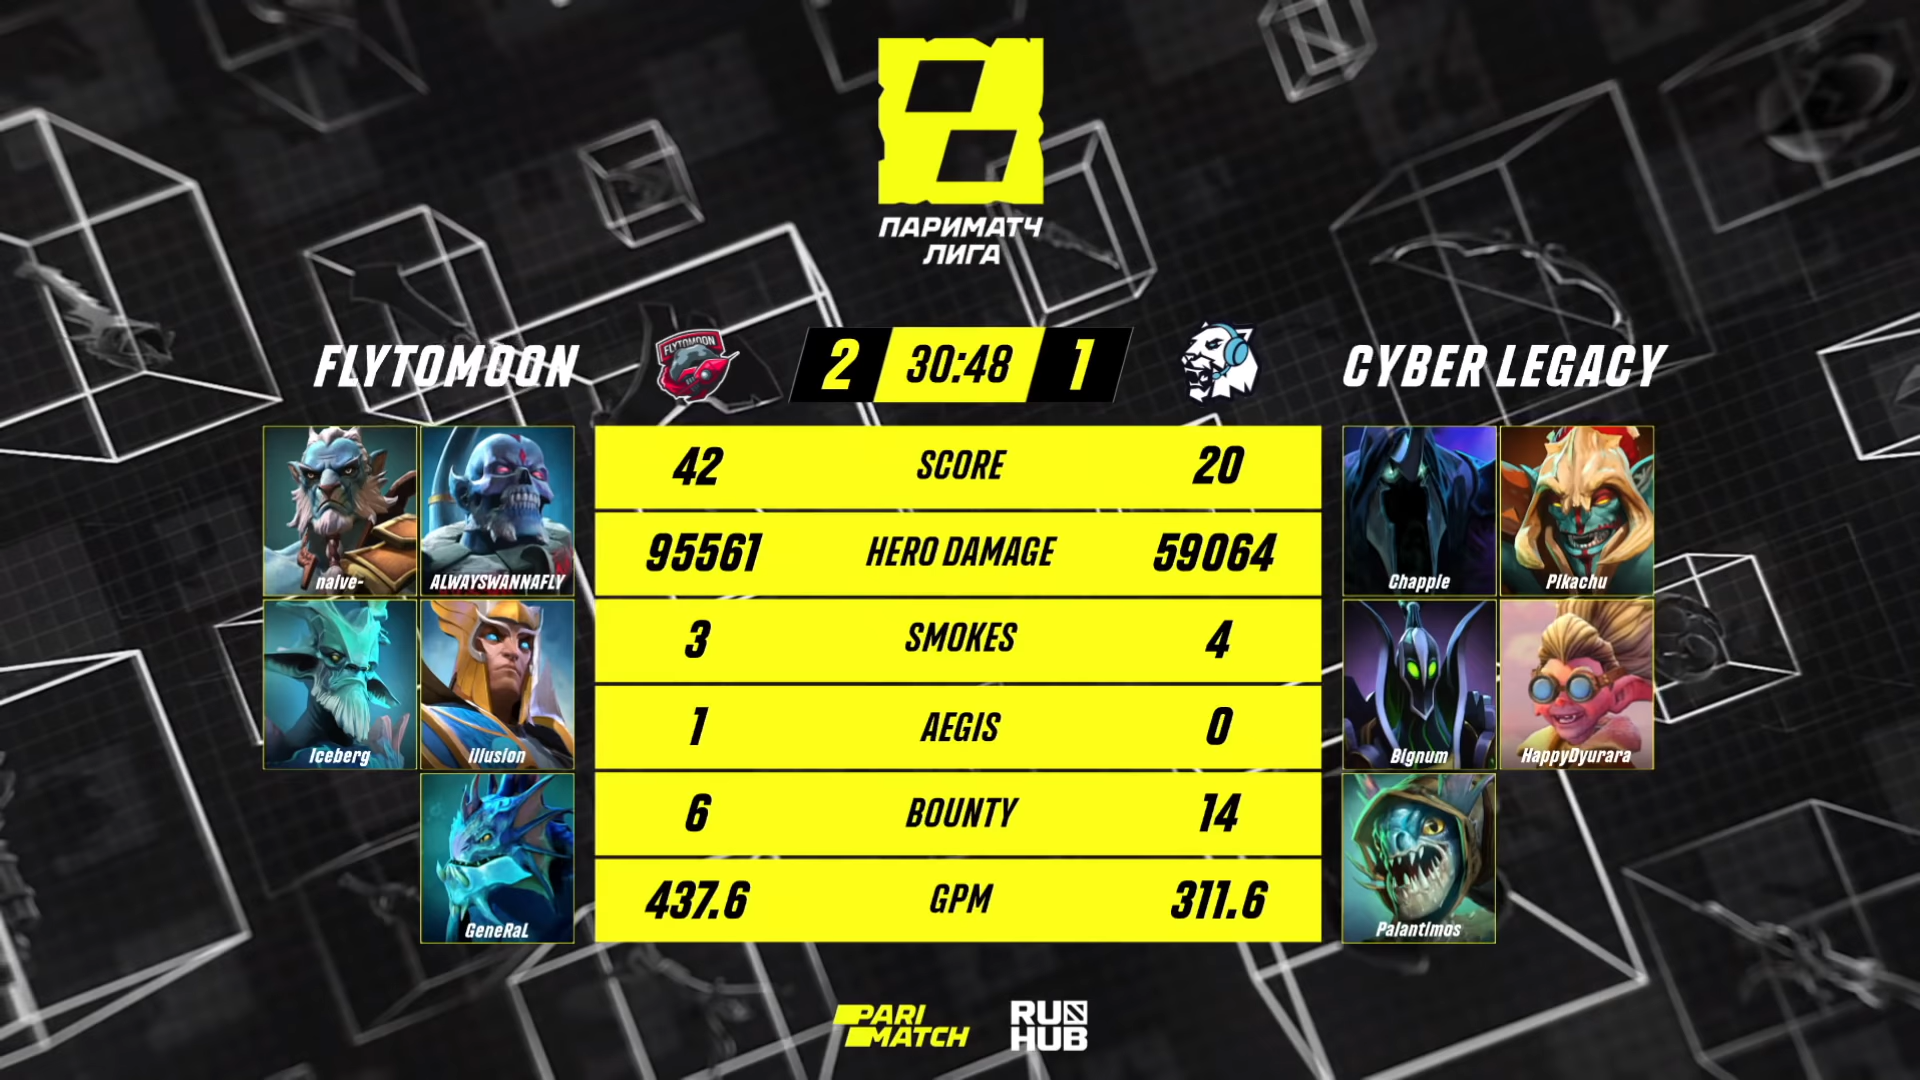 ПАРИМАТЧ
ЛИГА
FLYTOMOON
FLYTOMOON
2
30:48
1
CYBER LEGACY
42 SCORE 20
95561 HERO DAMAGE 59064
3 SMOKES 4
1 AEGIS 0
6 BOUNTY 14
437.6 GPM 311.6
naive-
ALWAYSWANNAFLY
Iceberg
illusion
GeneRaL
Chappie
Pikachu
Bignum
HappyDyurara
Palantimos
PARI
MATCH
RU
HUB